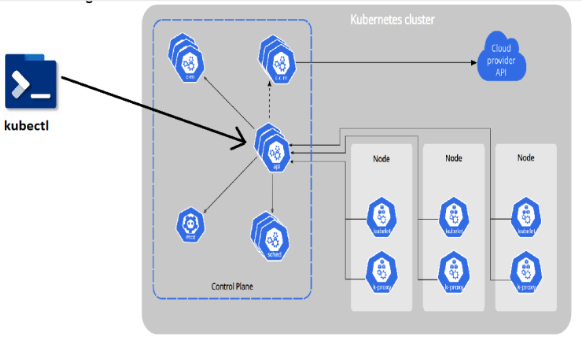 Kubernetes cluster
Cloud
provider
API
kubectl
api
Node
Node
Node
etcd
sched
kubelet
kubelet
kubelet
k-proxy
k-proxy
k-proxy
Control Plane